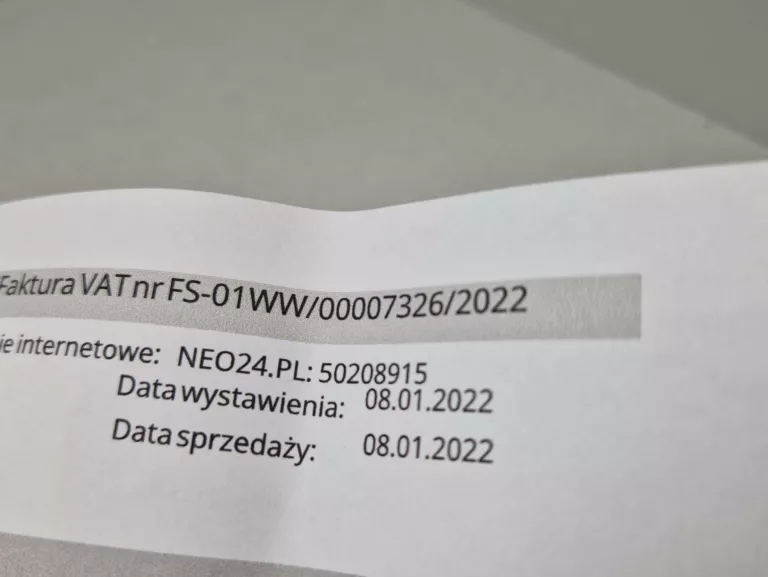 Faktura VAT nr FS-01WW/00007326/2022
ie internetowe: NEO24.PL: 50208915
Data wystawienia: 08.01.2022
Data sprzedaży: 08.01.2022